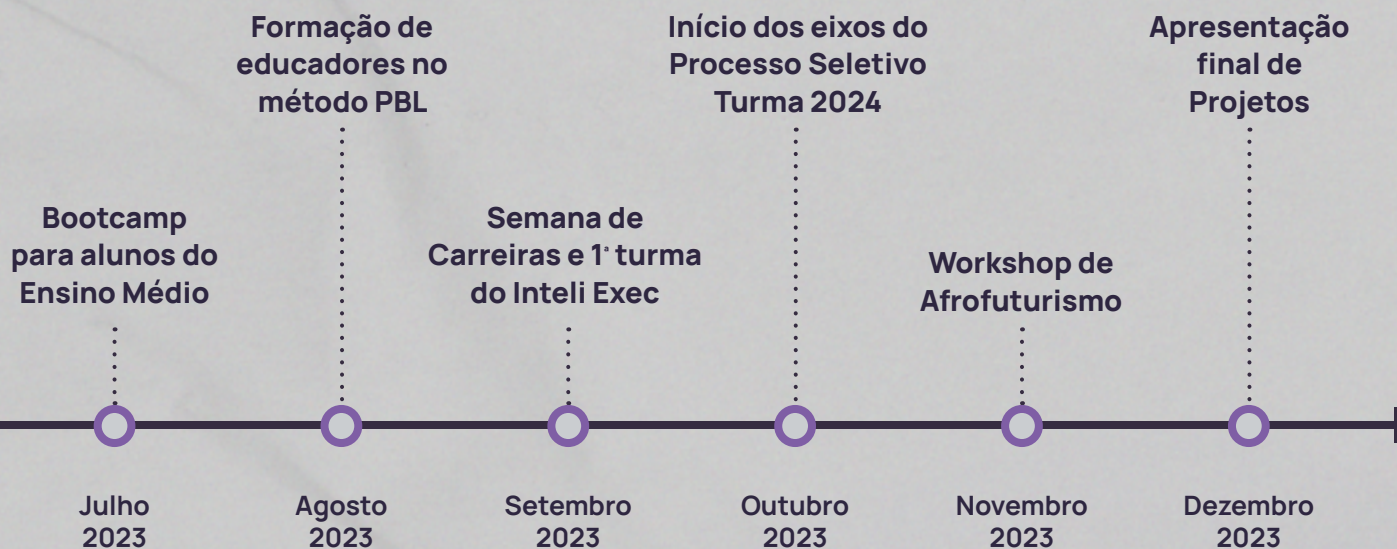 Formação de
educadores no
método PBL
Início dos eixos do
Processo Seletivo
Turma 2024
Apresentação
final de
Projetos
Bootcamp
para alunos do
Ensino Médio
Semana de
Carreiras e 1ª turma
do Inteli Exec
Workshop de
Afrofuturismo
Julho
2023
Agosto
2023
Setembro
2023
Outubro
2023
Novembro
2023
Dezembro
2023